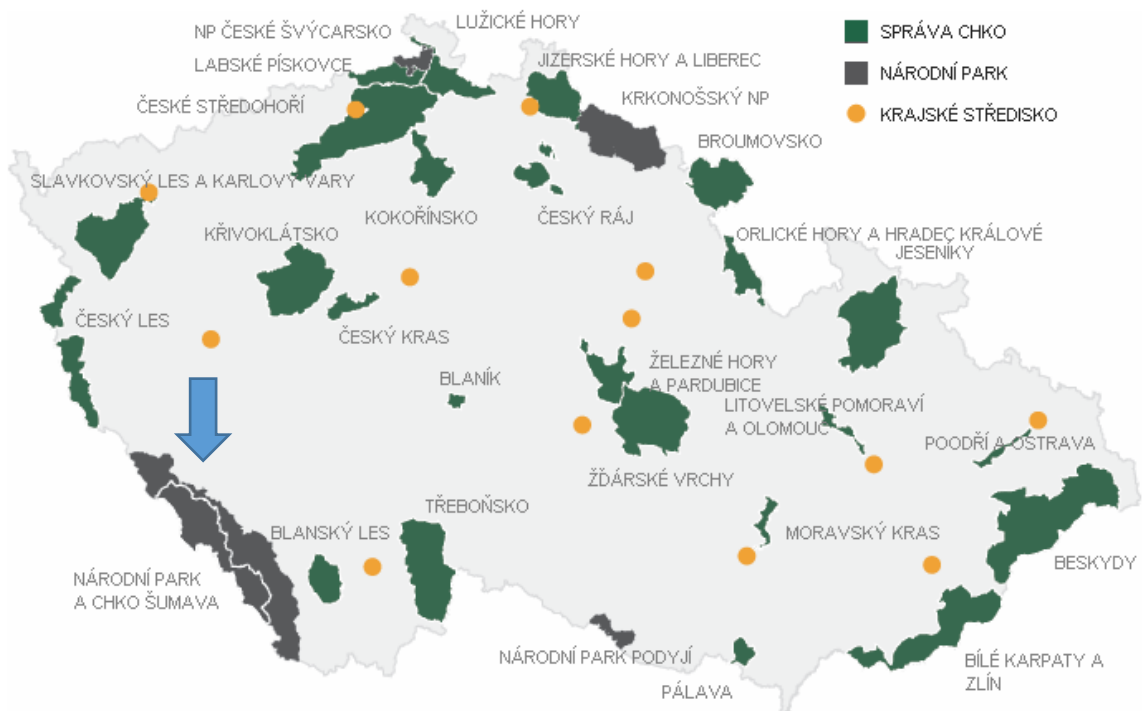 LUŽICKÉ HORY
NP ČESKÉ ŠVÝCARSKO
SPRÁVA CHKO
LABSKÉ PÍSKOVCE
JIZERSKÉ HORY A LIBEREC
NÁRODNÍ PARK
ČESKÉ STŘEDOHOŘÍ
KRKONOŠSKÝ NP
KRAJSKÉ STŘEDISKO
BROUMOVSKO
SLAVKOVSKÝ LES A KARLOVY VARY
KOKOŘÍNSKO
ČESKÝ RÁJ
KŘIVOKLÁTSKO
ORLICKÉ HORY A HRADEC KRÁLOVÉ
JESENÍKY
ČESKÝ LES
ČESKÝ KRAS
BLANÍK
ŽELEZNÉ HORY
A PARDUBICE
LITOVELSKÉ POMORAVÍ
A OLOMOUC
POODŘÍ A OSTRAVA
ŽĎÁRSKÉ VRCHY
TŘEBOŇSKO
BLANSKÝ LES
MORAVSKÝ KRAS
BESKYDY
NÁRODNÍ PARK
A CHKO ŠUMAVA
NÁRODNÍ PARK PODYJÍ
PÁLAVA
BÍLÉ KARPATY A
ZLÍN